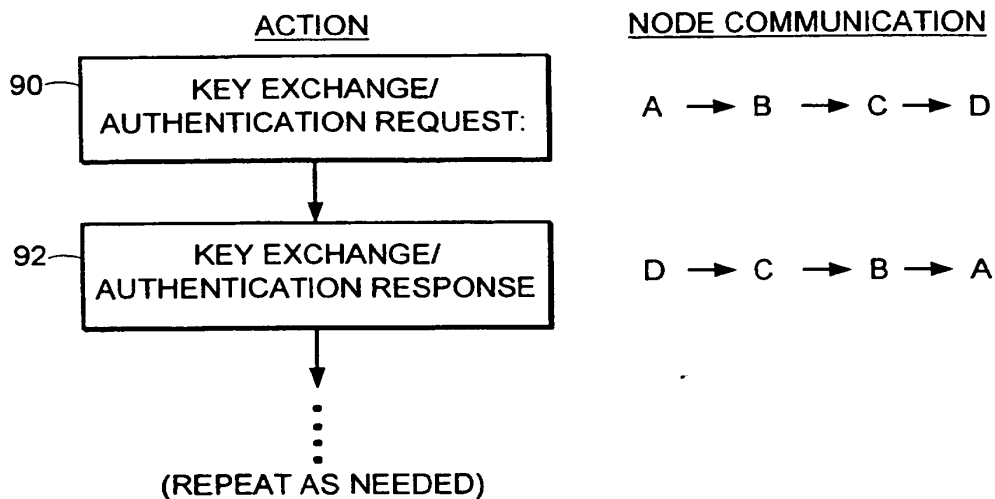 ACTION
NODE COMMUNICATION
90
KEY EXCHANGE/
AUTHENTICATION REQUEST:
A → B → C → D
92
KEY EXCHANGE/
AUTHENTICATION RESPONSE
D → C → B → A
(REPEAT AS NEEDED)